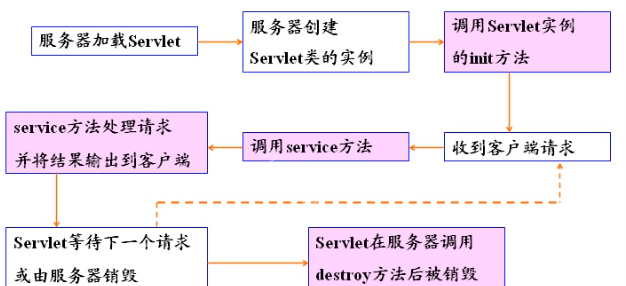 服务器加载Servlet
服务器创建
Servlet类的实例
调用Servlet实例
的init方法
收到客户端请求
调用service方法
service方法处理请求
并将结果输出到客户端
Servlet等待下一个请求
或由服务器销毁
Servlet在服务器调用
destroy方法后被销毁